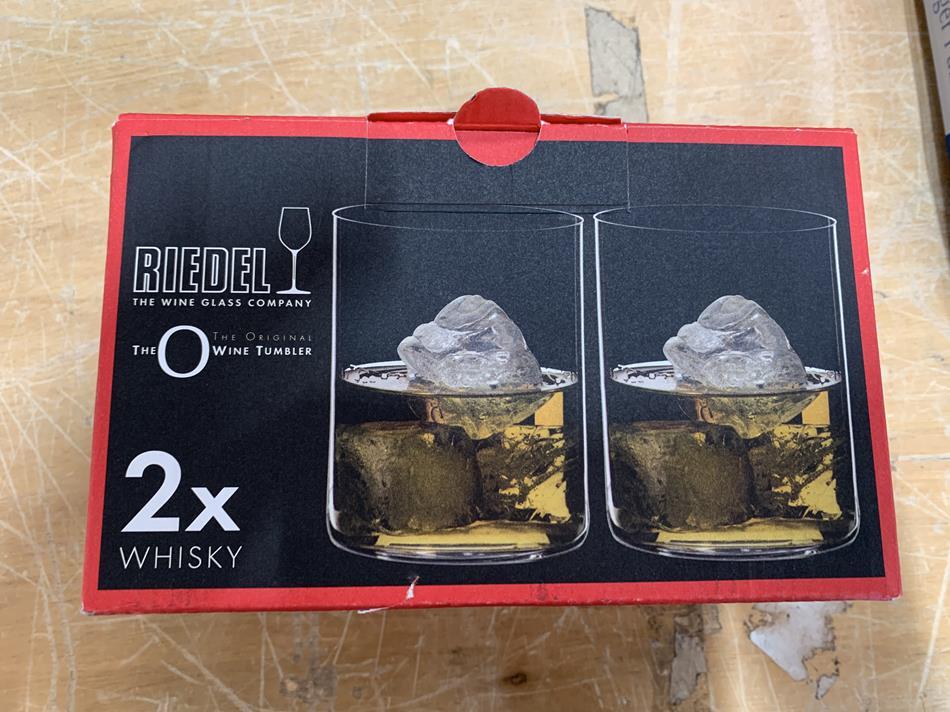 RIEDEL
THE WINE GLASS COMPANY
THE O THE ORIGINAL
WINE TUMBLER
2x
WHISKY